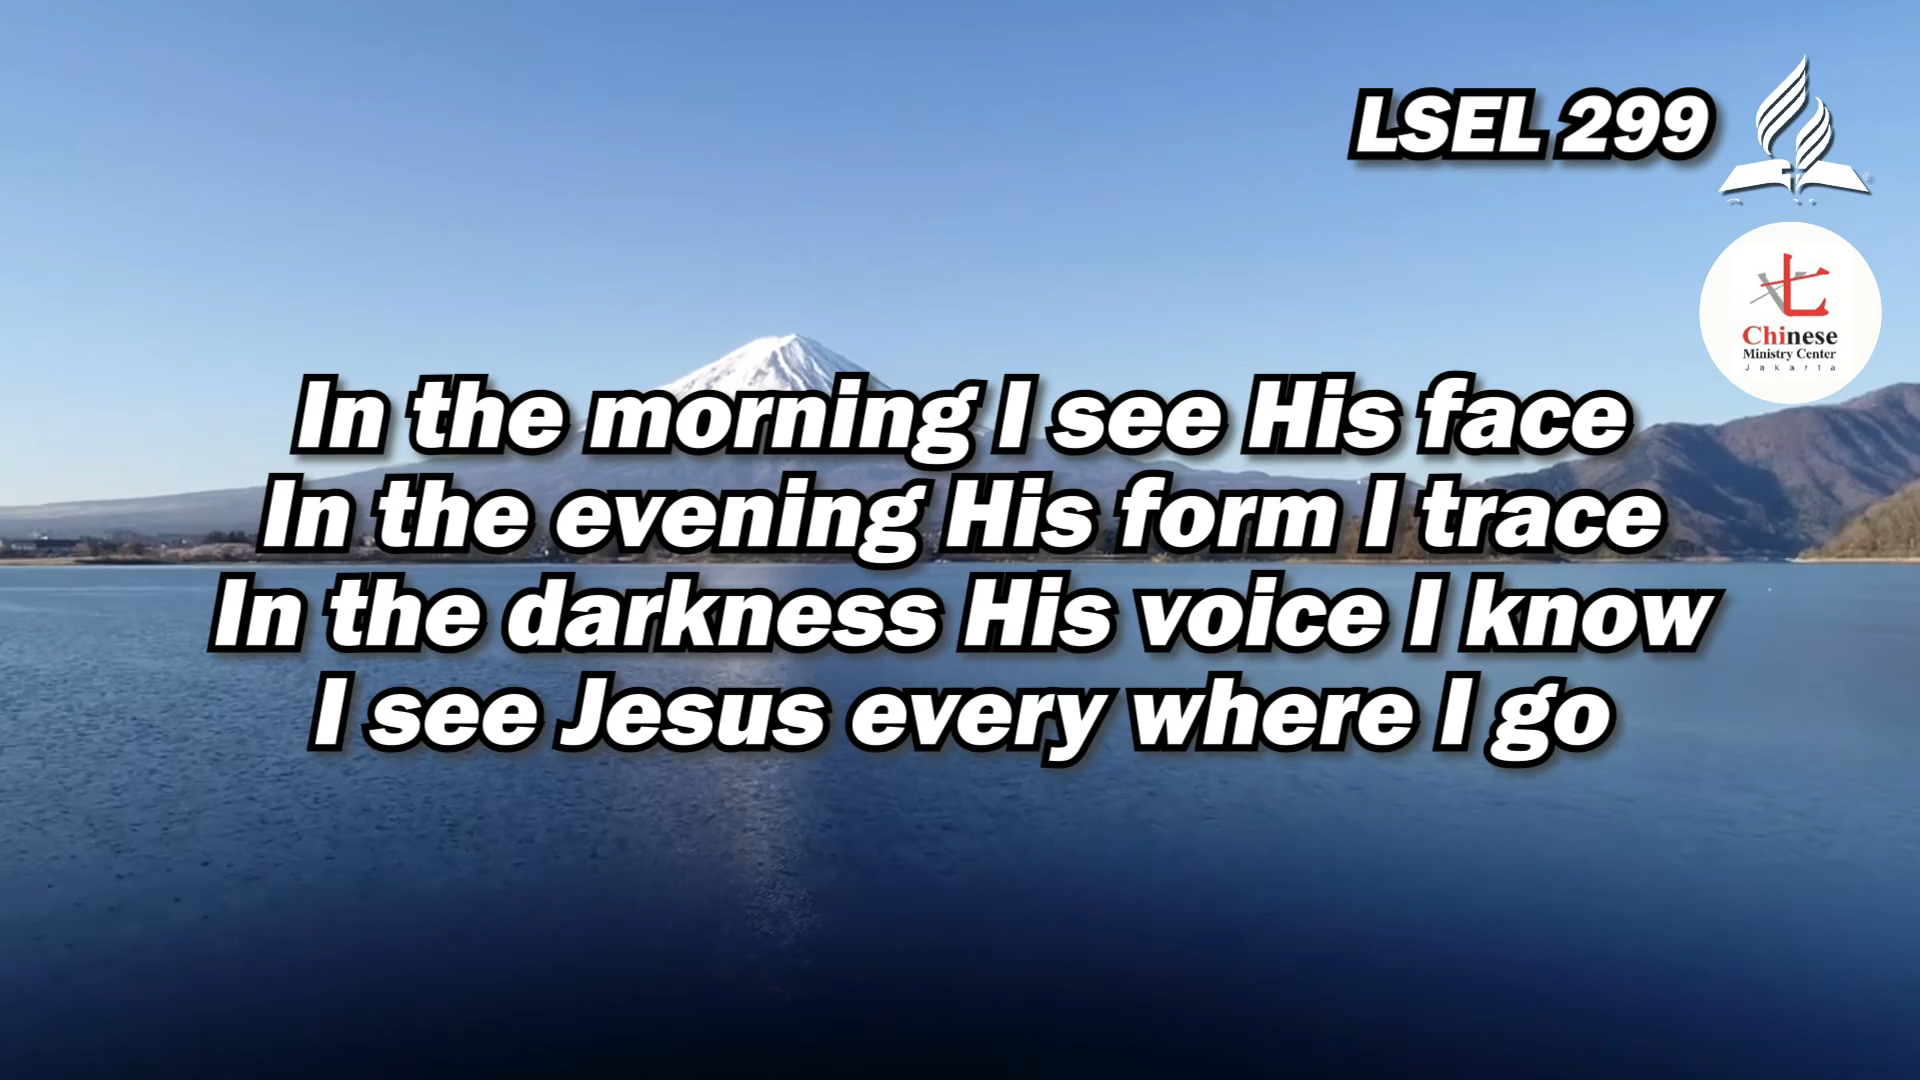 LSEL 299
七
Chinese
Ministry Center
Jakarta
In the morning I see His face
In the evening His form I trace
In the darkness His voice I know
I see Jesus every where I go